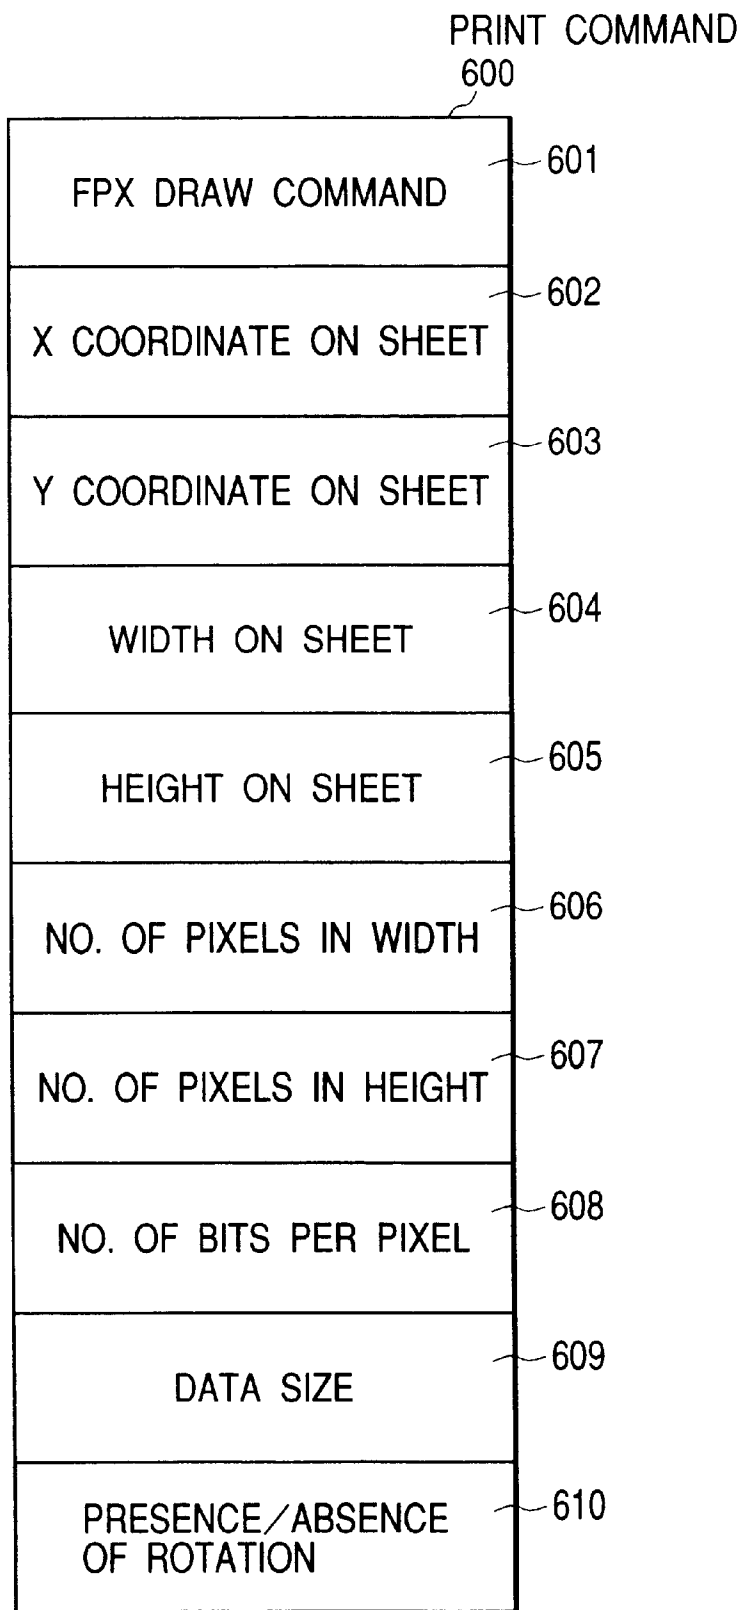 PRINT COMMAND
600
FPX DRAW COMMAND
601
X COORDINATE ON SHEET
602
Y COORDINATE ON SHEET
603
WIDTH ON SHEET
604
HEIGHT ON SHEET
605
NO. OF PIXELS IN WIDTH
606
NO. OF PIXELS IN HEIGHT
607
NO. OF BITS PER PIXEL
608
DATA SIZE
609
PRESENCE/ABSENCE
OF ROTATION
610